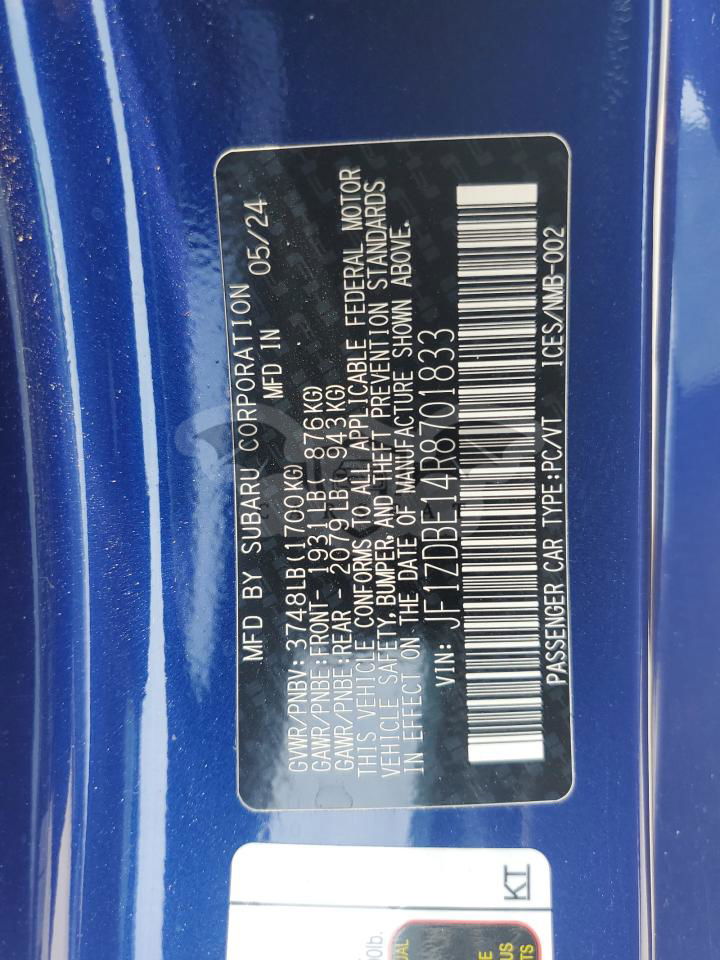 MFD BY SUBARU CORPORATION
MFD IN 05/24
GVWR/PNBV: 3748LB(1700KG)
GAWR/PNBE:FRONT- 1931LB( 876KG)
GAWR/PNBE:REAR - 2079LB( 943KG)
THIS VEHICLE CONFORMS TO ALL APPLICABLE FEDERAL MOTOR
VEHICLE SAFETY, BUMPER, AND THEFT PREVENTION STANDARDS
IN EFFECT ON THE DATE OF MANUFACTURE SHOWN ABOVE.
VIN: JF1ZDBE14R8701833
PASSENGER CAR TYPE:PC/VT ICES/NMB-002
KT